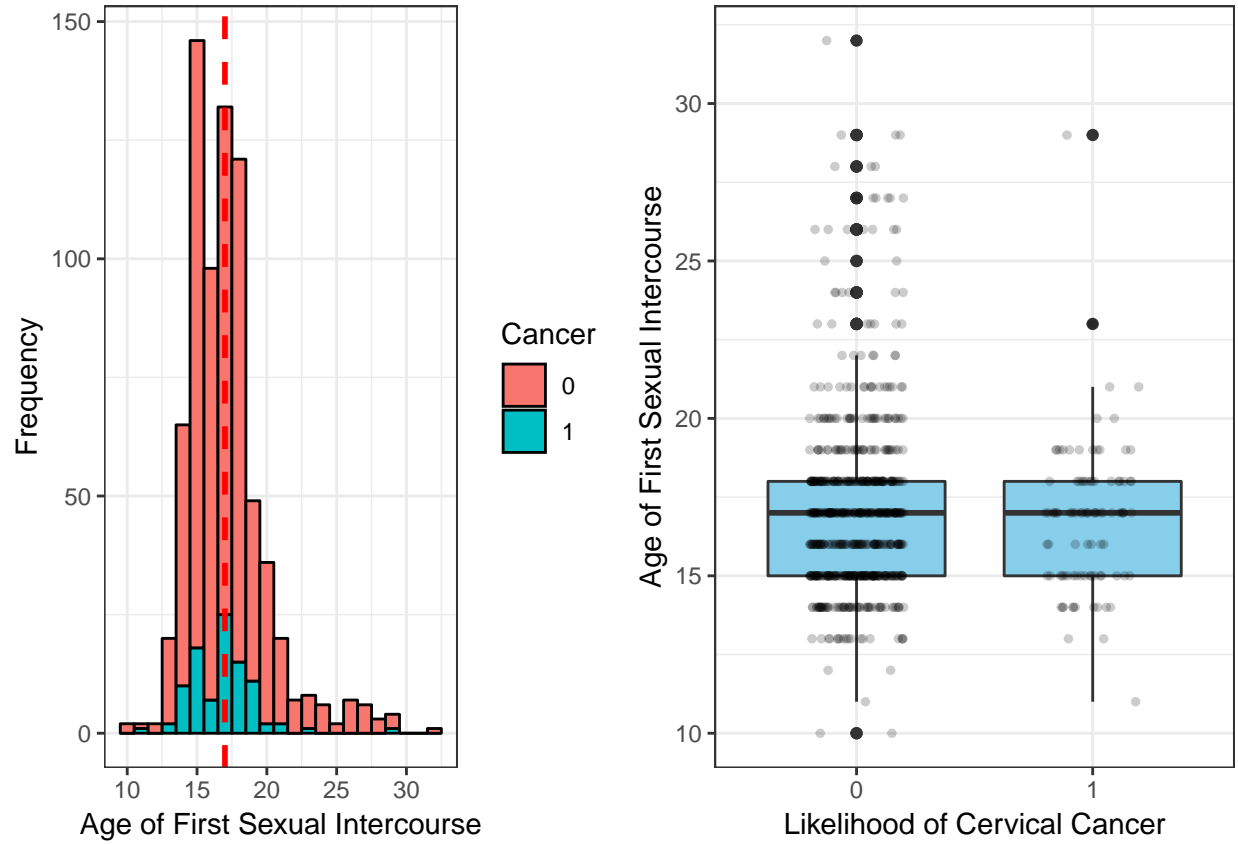 150
100
50
0
Frequency
10 15 20 25 30
Age of First Sexual Intercourse
Cancer
0
1
30
25
20
15
10
Age of First Sexual Intercourse
0 1
Likelihood of Cervical Cancer